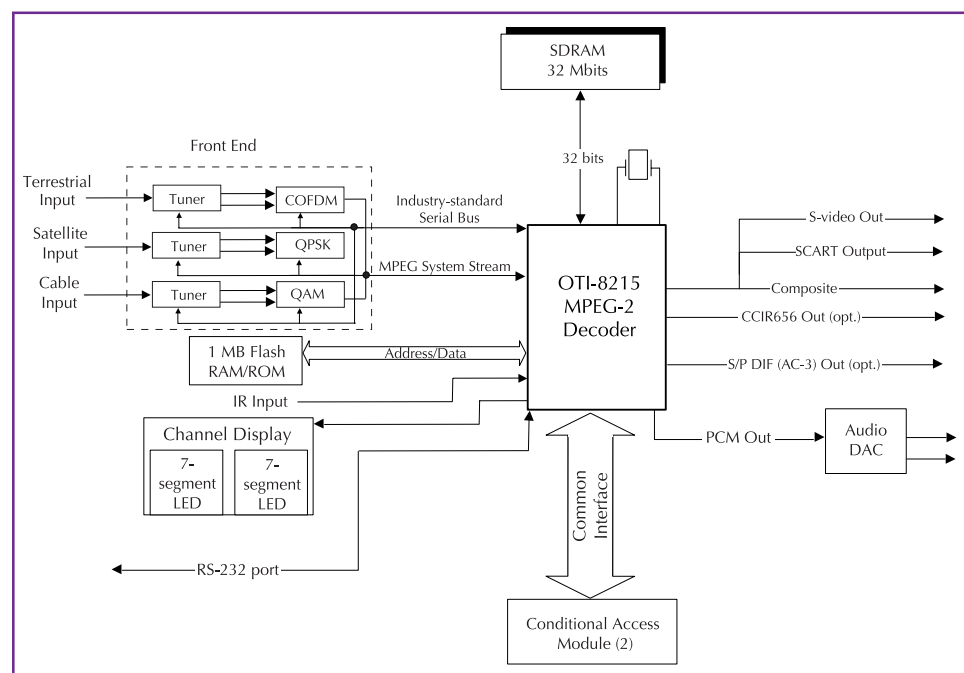 SDRAM
32 Mbits
32 bits
Front End
Terrestrial
Input
Tuner
COFDM
Industry-standard
Serial Bus
Satellite
Input
Tuner
QPSK
MPEG System Stream
Cable
Input
Tuner
QAM
OTI-8215
MPEG-2
Decoder
S-video Out
SCART Output
Composite
CCIR656 Out (opt.)
S/P DIF (AC-3) Out (opt.)
1 MB Flash
RAM/ROM
Address/Data
IR Input
Channel Display
7-
segment
LED
7-
segment
LED
PCM Out
Audio
DAC
Common
Interface
RS-232 port
Conditional Access
Module (2)